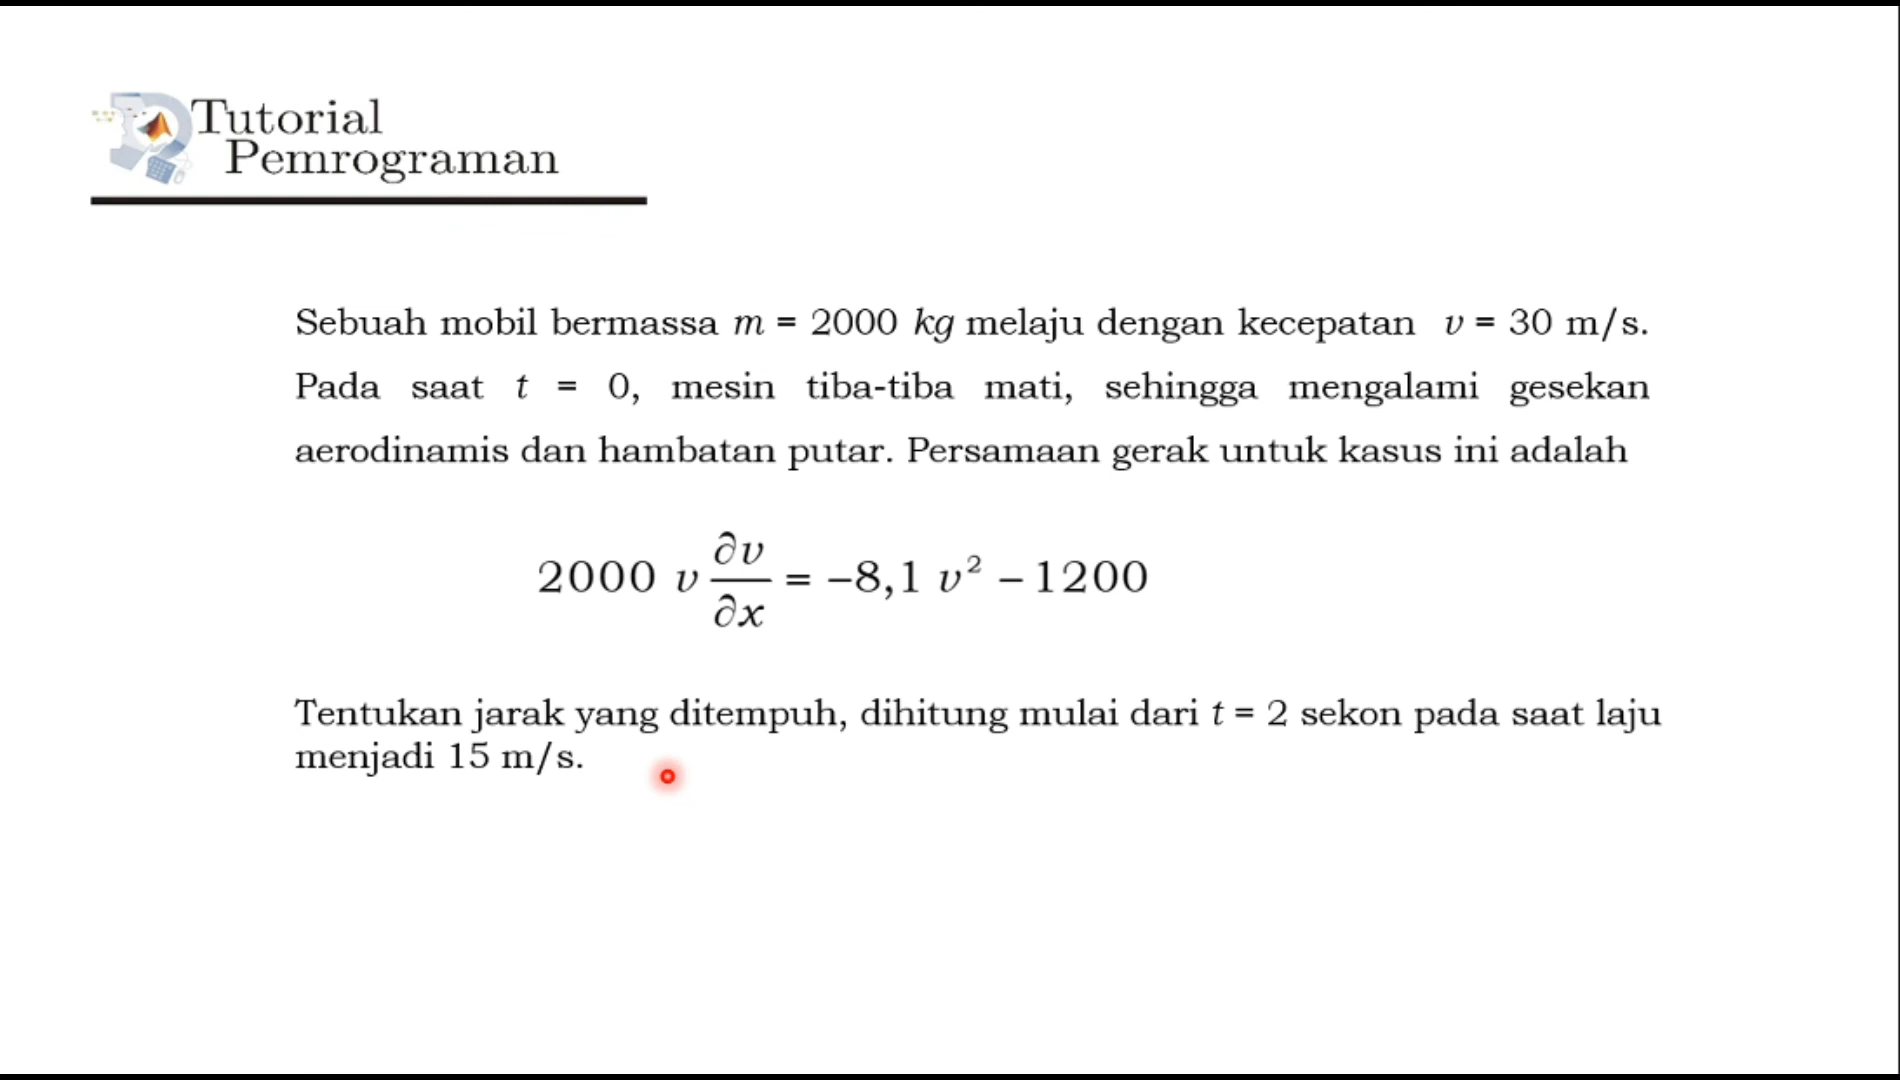 Tutorial
Pemrograman
Sebuah mobil bermassa m = 2000 kg melaju dengan kecepatan v = 30 m/s.
Pada saat t = 0, mesin tiba-tiba mati, sehingga mengalami gesekan
aerodinamis dan hambatan putar. Persamaan gerak untuk kasus ini adalah
2000 v ∂v/∂x = −8,1 v² − 1200
Tentukan jarak yang ditempuh, dihitung mulai dari t = 2 sekon pada saat laju
menjadi 15 m/s.